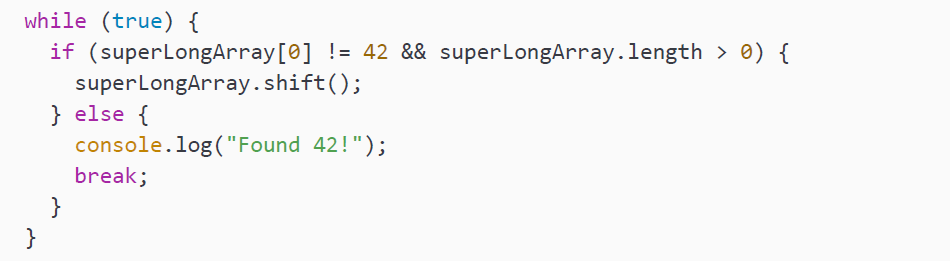 while (true) {
  if (superLongArray[0] != 42 && superLongArray.length > 0) {
    superLongArray.shift();
  } else {
    console.log("Found 42!");
    break;
  }
}